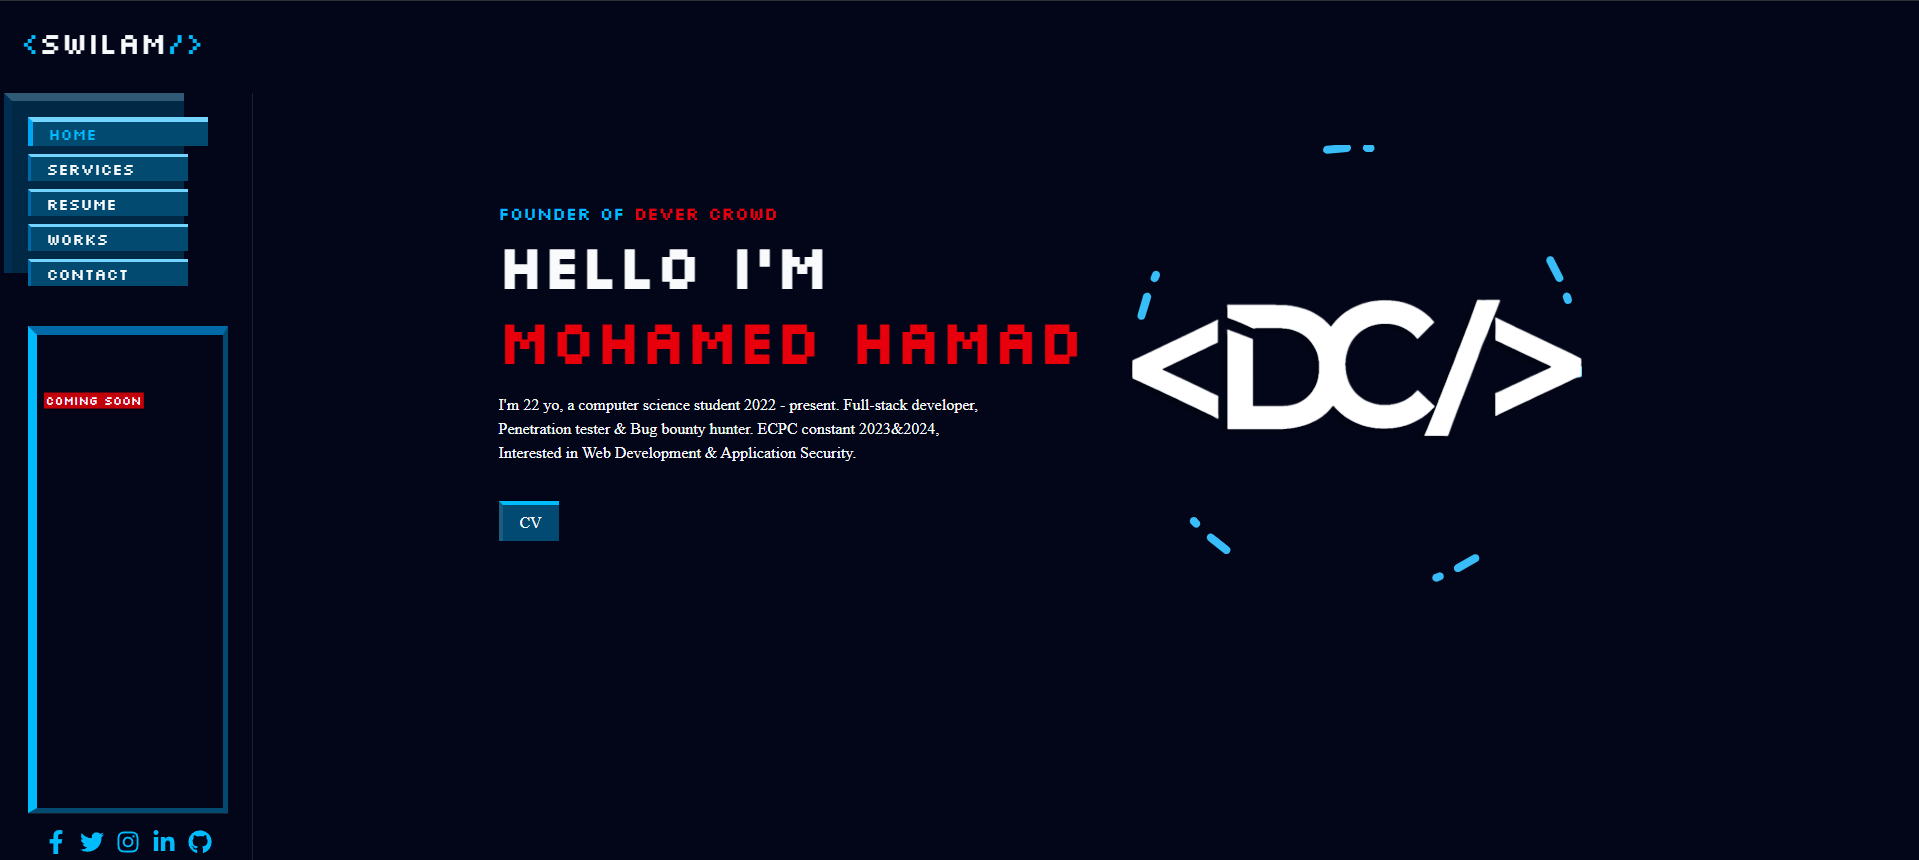 <SWILAM/>
HOME
SERVICES
RESUME
WORKS
CONTACT
COMING SOON
FOUNDER OF DEVER CROWD
HELLO I'M
MOHAMED HAMAD
I'm 22 yo, a computer science student 2022 - present. Full-stack developer,
Penetration tester & Bug bounty hunter. ECPC constant 2023&2024,
Interested in Web Development & Application Security.
CV
<DC/>